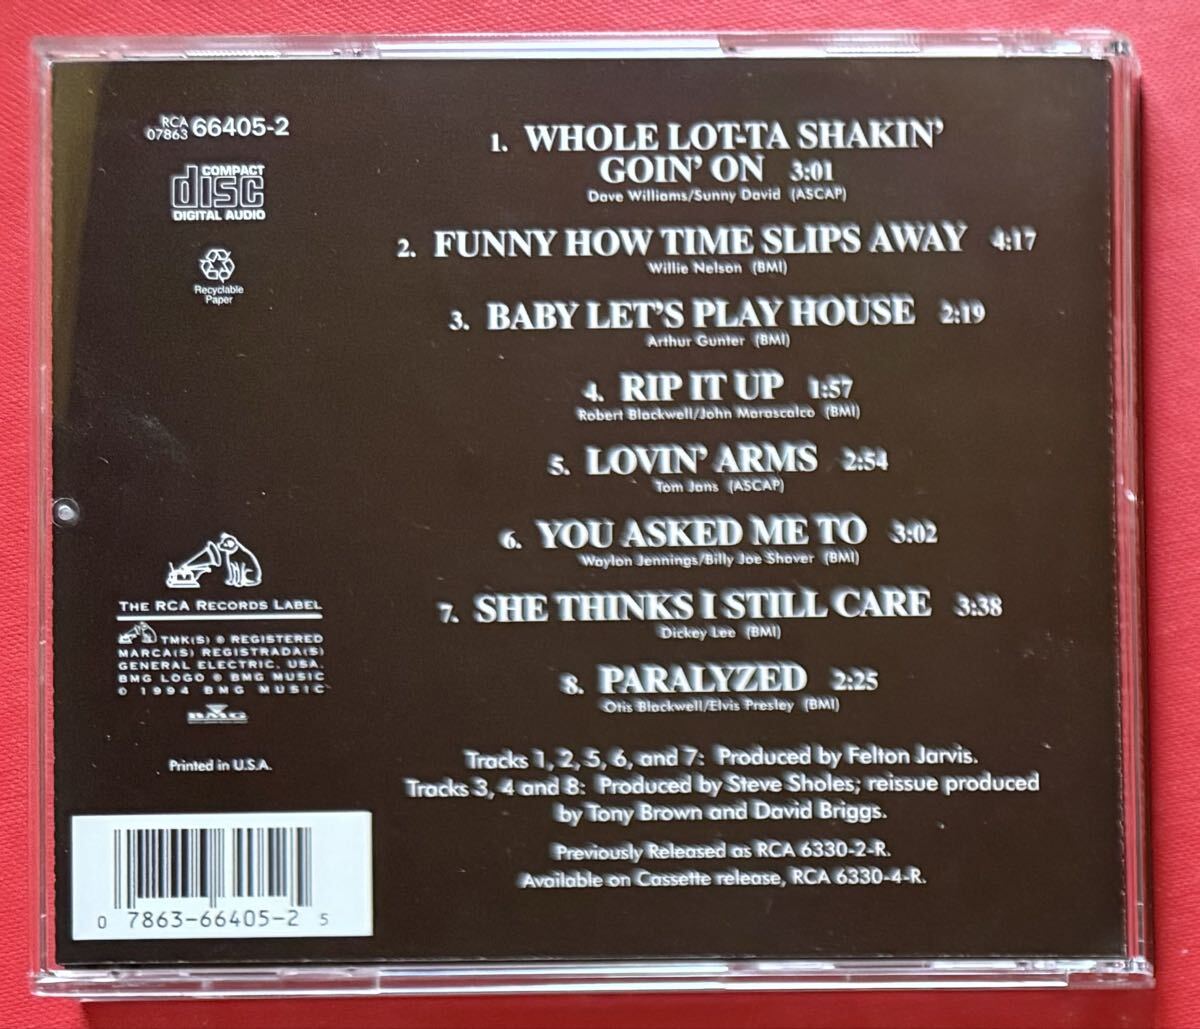 RCA
07863 66405-2
COMPACT
disc
DIGITAL AUDIO
Recyclable
Paper
1. WHOLE LOT-TA SHAKIN'
GOIN' ON 3:01
Dave Williams/Sunny David (ASCAP)
2. FUNNY HOW TIME SLIPS AWAY 4:17
Willie Nelson (BMI)
3. BABY LET'S PLAY HOUSE 2:19
Arthur Gunter (BMI)
4. RIP IT UP 1:57
Robert Blackwell/John Marascalco (BMI)
5. LOVIN' ARMS 2:54
Tom Jans (ASCAP)
6. YOU ASKED ME TO 3:02
Waylon Jennings/Billy Joe Shaver (BMI)
7. SHE THINKS I STILL CARE 3:38
Dickey Lee (BMI)
8. PARALYZED 2:25
Otis Blackwell/Elvis Presley (BMI)
Tracks 1, 2, 5, 6, and 7: Produced by Felton Jarvis.
Tracks 3, 4 and 8: Produced by Steve Sholes; reissue produced
by Tony Brown and David Briggs.
Previously Released as RCA 6330-2-R.
Available on Cassette release, RCA 6330-4-R.
THE RCA RECORDS LABEL
TMK(S) ® REGISTERED
MARCA(S) REGISTRADA(S)
GENERAL ELECTRIC, USA.
BMG LOGO ® BMG MUSIC
© 1994 BMG MUSIC
BMG
Printed in U.S.A.
0 7863-66405-2 5